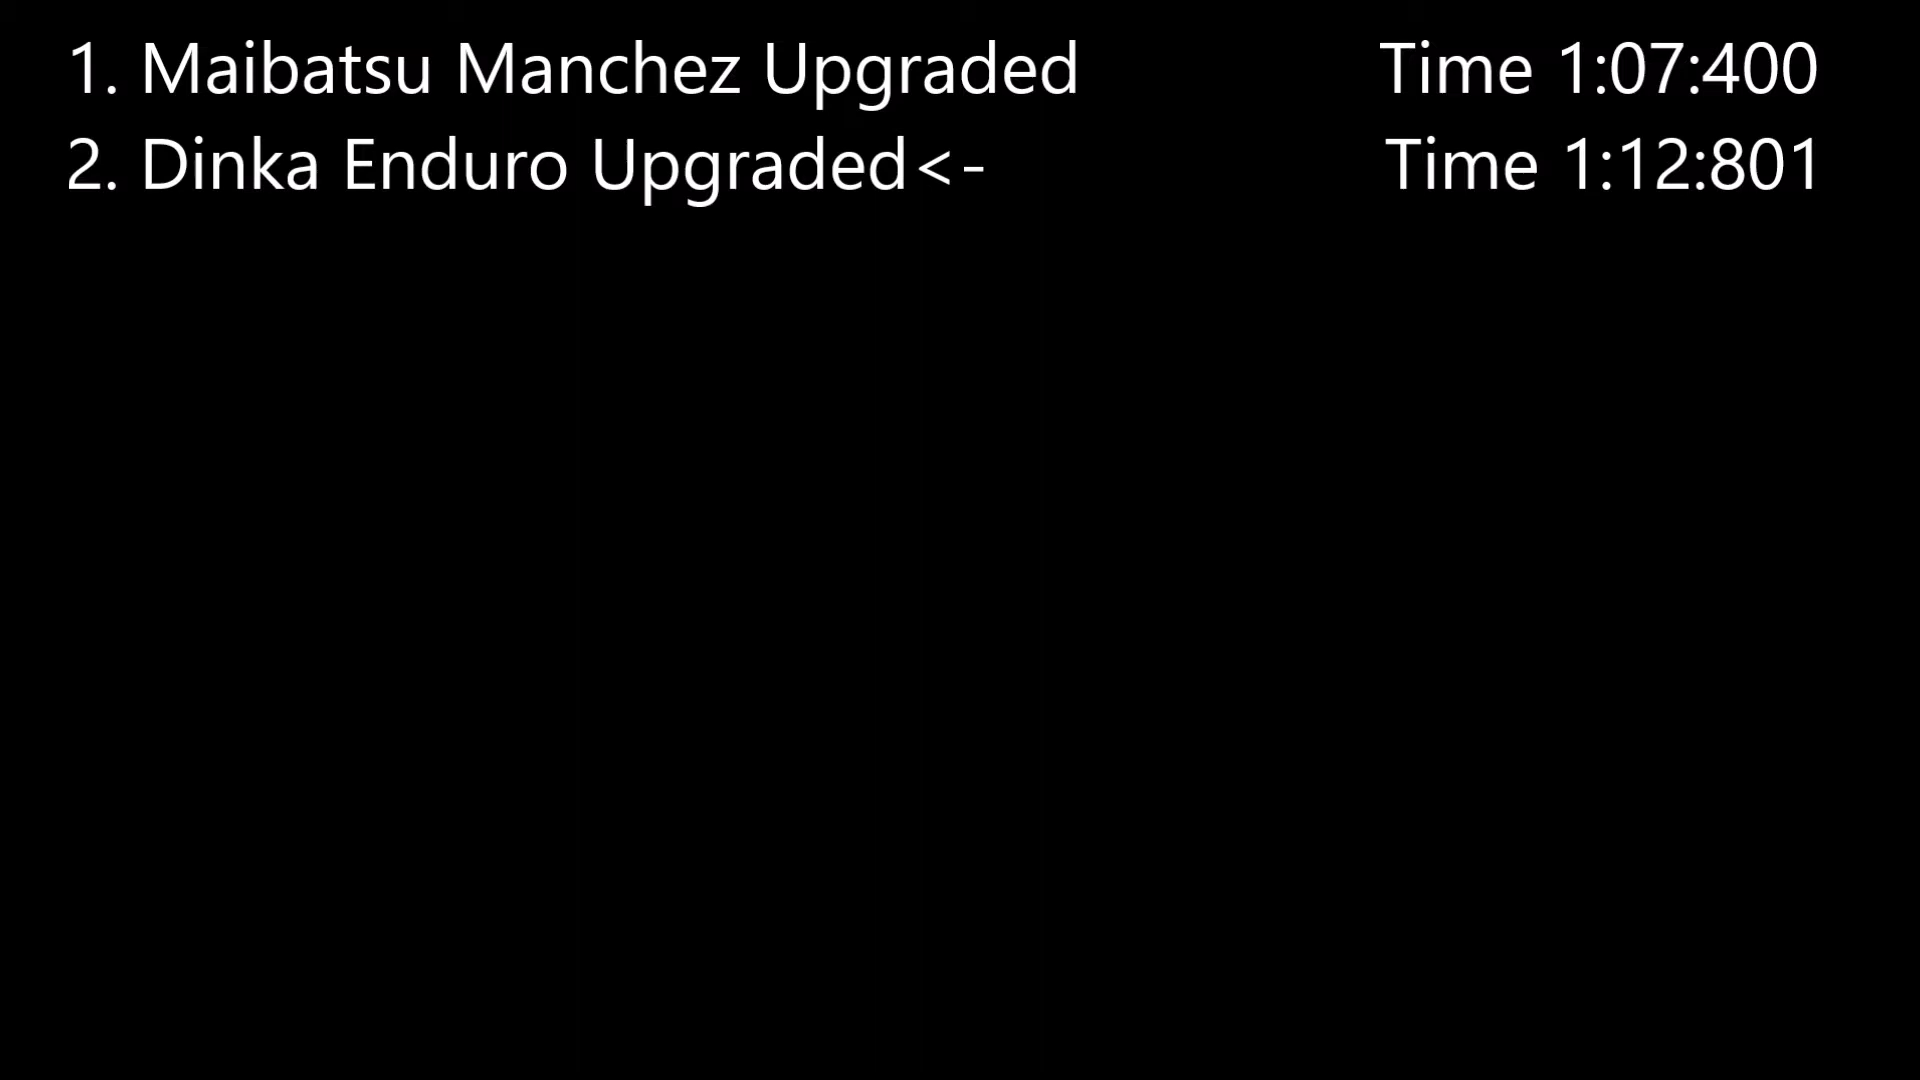 1. Maibatsu Manchez Upgraded Time 1:07:400
2. Dinka Enduro Upgraded<- Time 1:12:801